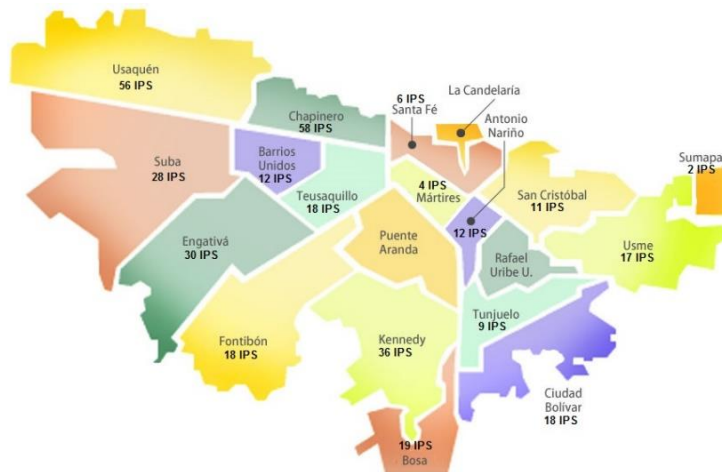 Usaquén
56 IPS
Chapinero
58 IPS
6 IPS
Santa Fé
La Candelaría
Antonio
Nariño
Suba
28 IPS
Barrios
Unidos
12 IPS
Teusaquillo
18 IPS
4 IPS
Mártires
12 IPS
San Cristóbal
11 IPS
Sumapa
2 IPS
Engativá
30 IPS
Puente
Aranda
Rafael
Uribe U.
Usme
17 IPS
Fontibón
18 IPS
Kennedy
36 IPS
Tunjuelo
9 IPS
Ciudad
Bolívar
18 IPS
19 IPS
Bosa